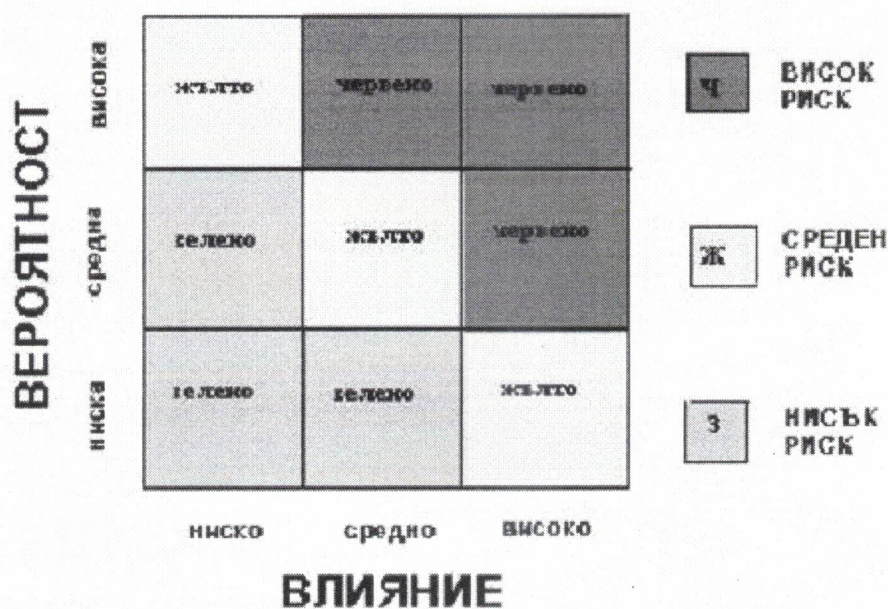 ВЕРОЯТНОСТ
висока
жълто
червено
червено
средна
зелено
жълто
червено
ниска
зелено
зелено
жълто
ниско
средно
високо
ВЛИЯНИЕ
Ч
ВИСОК
РИСК
Ж
СРЕДЕН
РИСК
З
НИСЪК
РИСК